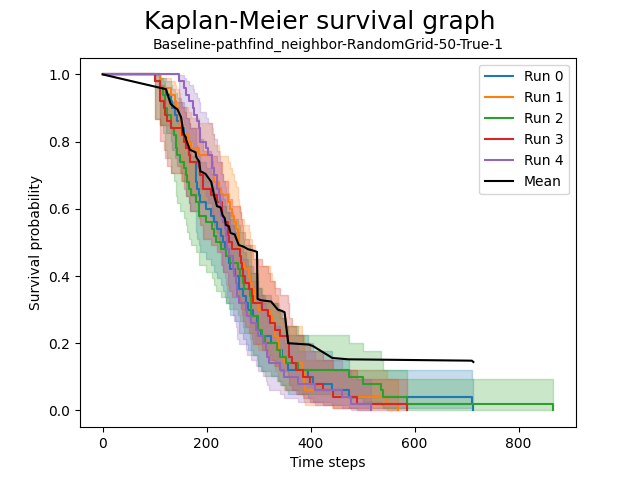 Kaplan-Meier survival graph
Baseline-pathfind_neighbor-RandomGrid-50-True-1
1.0
0.8
0.6
0.4
0.2
0.0
Survival probability
0
200
400
600
800
Time steps
Run 0
Run 1
Run 2
Run 3
Run 4
Mean